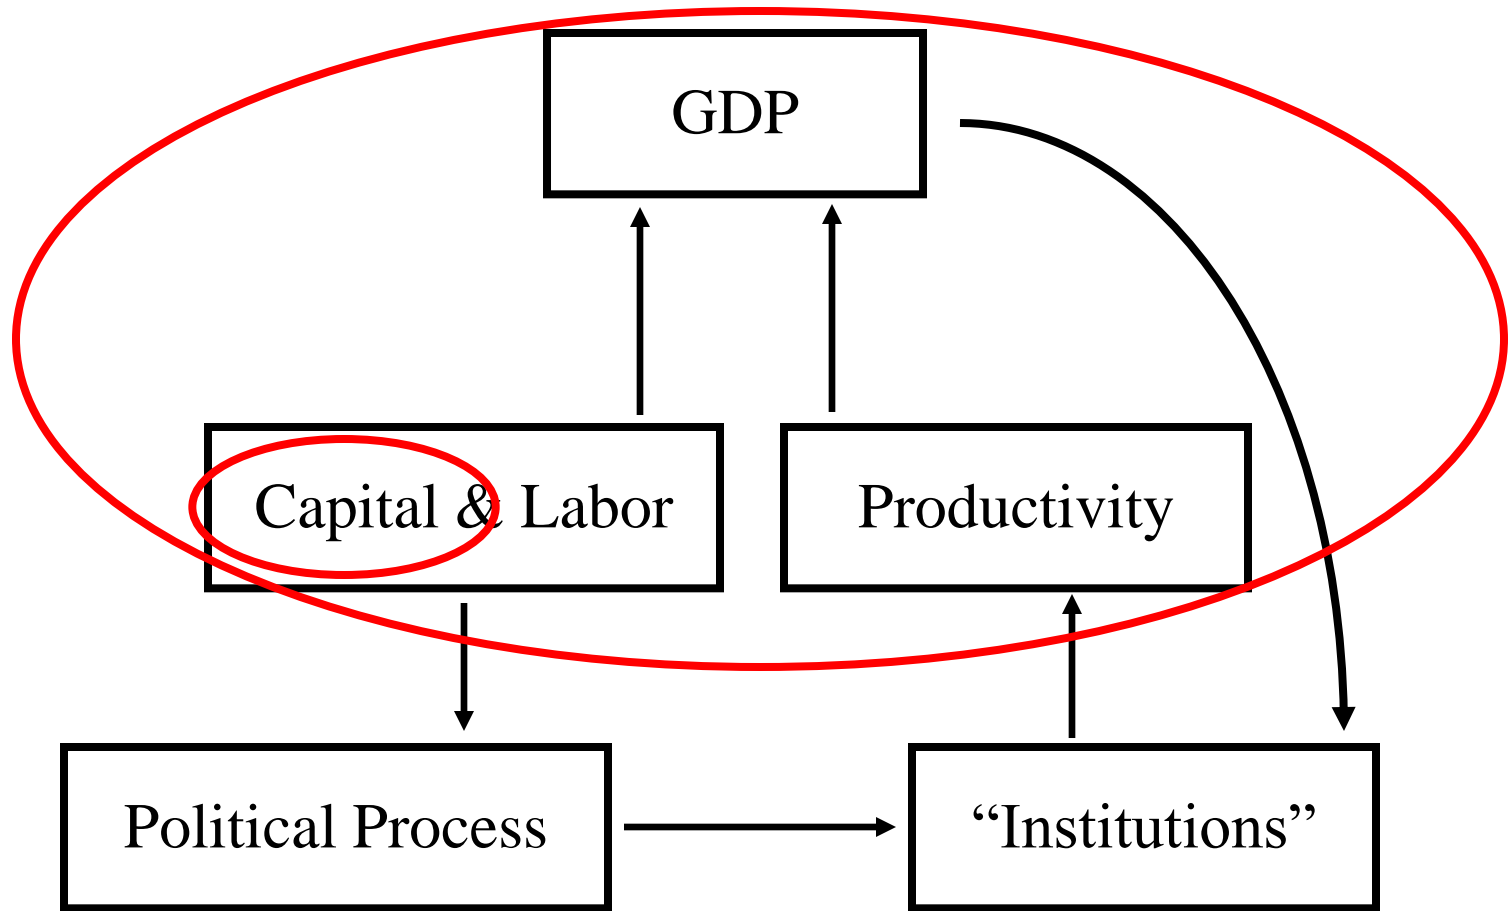 GDP
Capital & Labor
Productivity
Political Process
“Institutions”